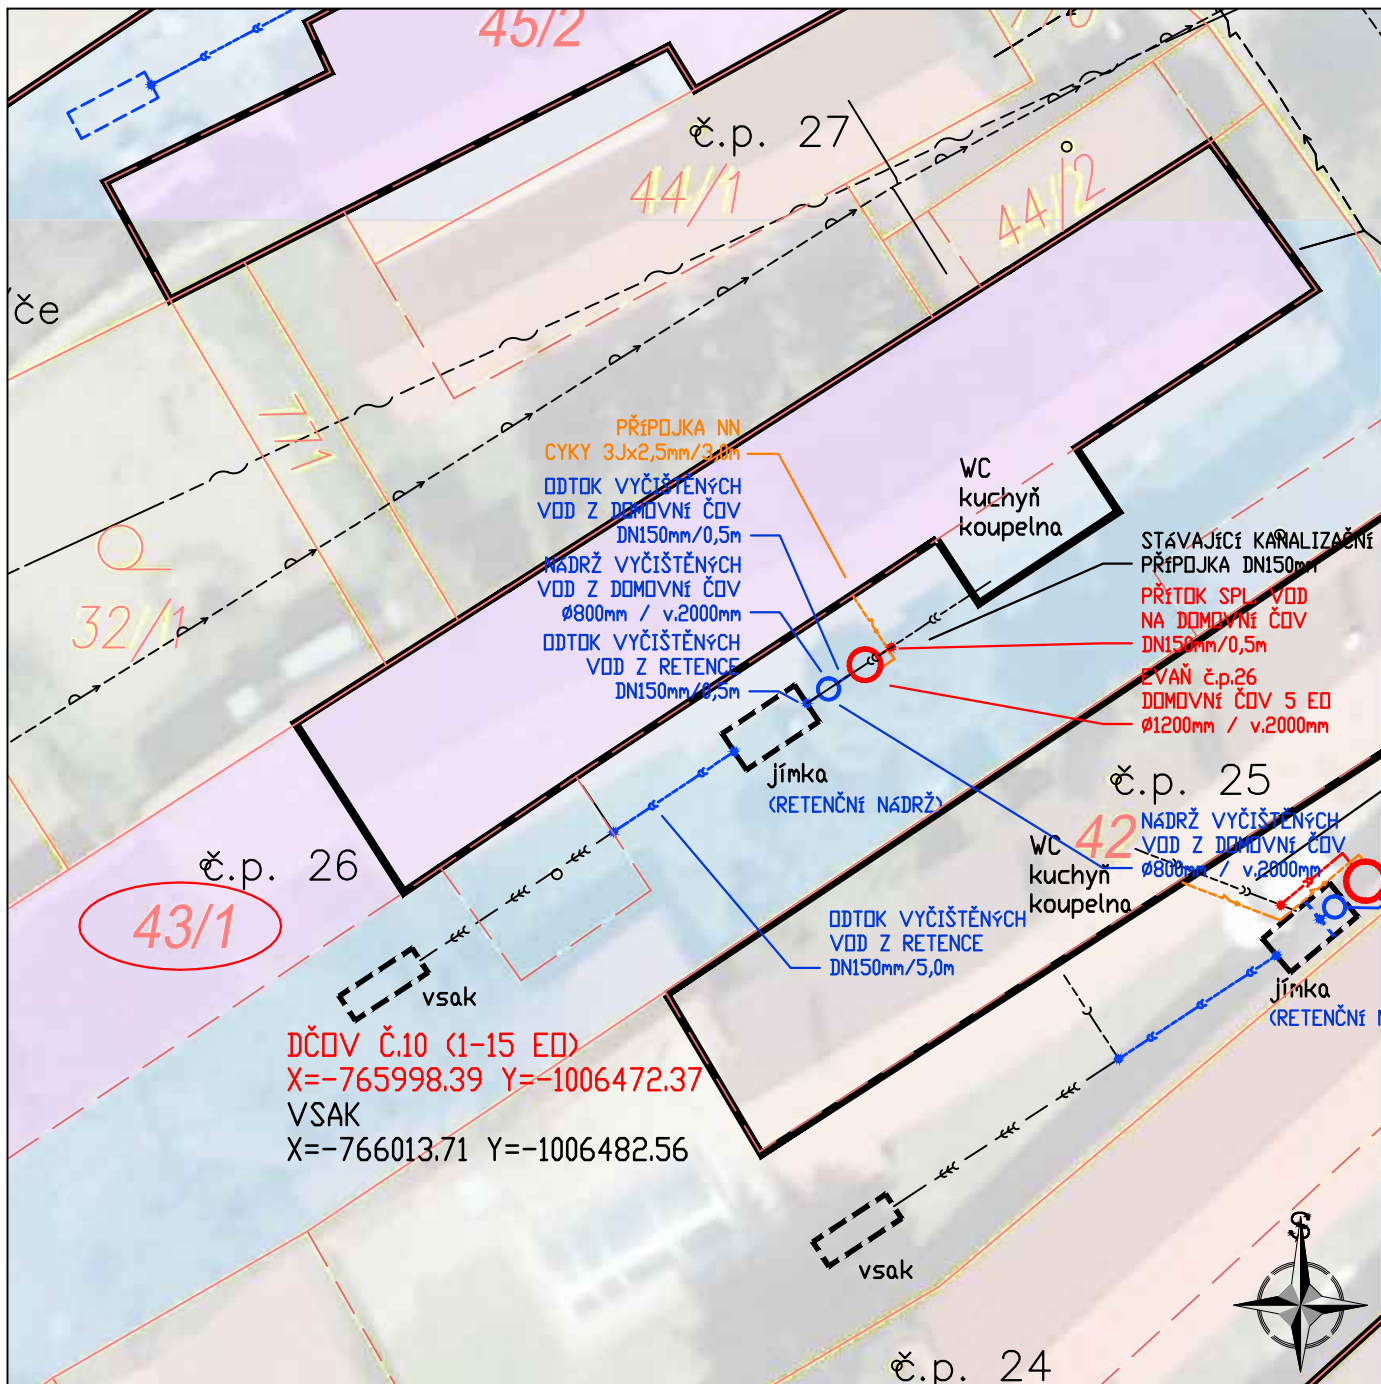 45/2
č.p. 27
44/1
44/2
če
771
PŘÍPOJKA NN
CYKY 3Jx2,5mm/3,0m
ODTOK VYČIŠTĚNÝCH
VOD Z DOMOVNÍ ČOV
DN150mm/0,5m
NÁDRŽ VYČIŠTĚNÝCH
VOD Z DOMOVNÍ ČOV
ø800mm / v.2000mm
ODTOK VYČIŠTĚNÝCH
VOD Z RETENCE
DN150mm/0,5m
WC
kuchyň
koupelna
STÁVAJÍCÍ KANALIZAČNÍ
PŘÍPOJKA DN150mm
PŘÍTOK SPL. VOD
NA DOMOVNÍ ČOV
DN150mm/0,5m
EVAŇ č.p.26
DOMOVNÍ ČOV 5 EO
ø1200mm / v.2000mm
32/1
jímka
(RETENČNÍ NÁDRŽ)
č.p. 25
42
NÁDRŽ VYČIŠTĚNÝCH
VOD Z DOMOVNÍ ČOV
ø800mm / v.2000mm
WC
kuchyň
koupelna
č.p. 26
43/1
ODTOK VYČIŠTĚNÝCH
VOD Z RETENCE
DN150mm/5,0m
vsak
jímka
(RETENČNÍ N
DČOV Č.10 (1-15 EO)
X=-765998.39 Y=-1006472.37
VSAK
X=-766013.71 Y=-1006482.56
vsak
S
č.p. 24